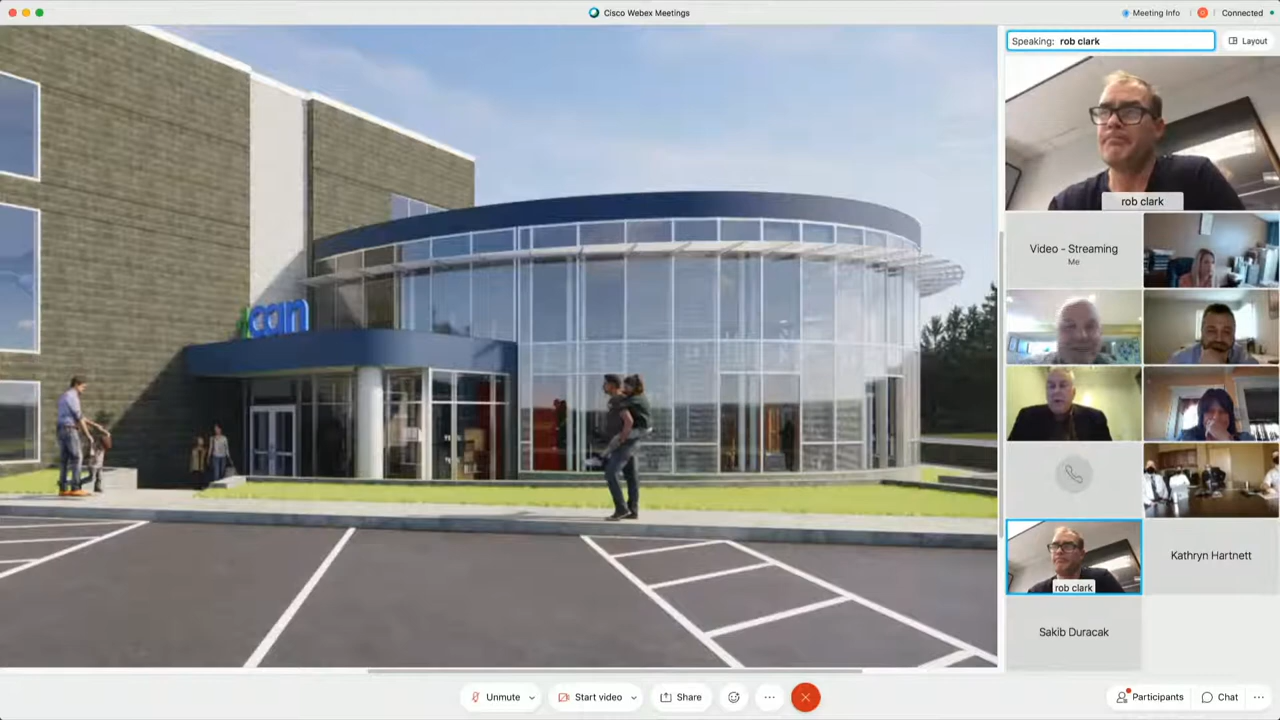 Cisco Webex Meetings
Meeting Info
Connected
Speaking: rob clark
Layout
rob clark
Video - Streaming
Me
can
rob clark
Kathryn Hartnett
Sakib Duracak
Unmute
Start video
Share
Participants
Chat